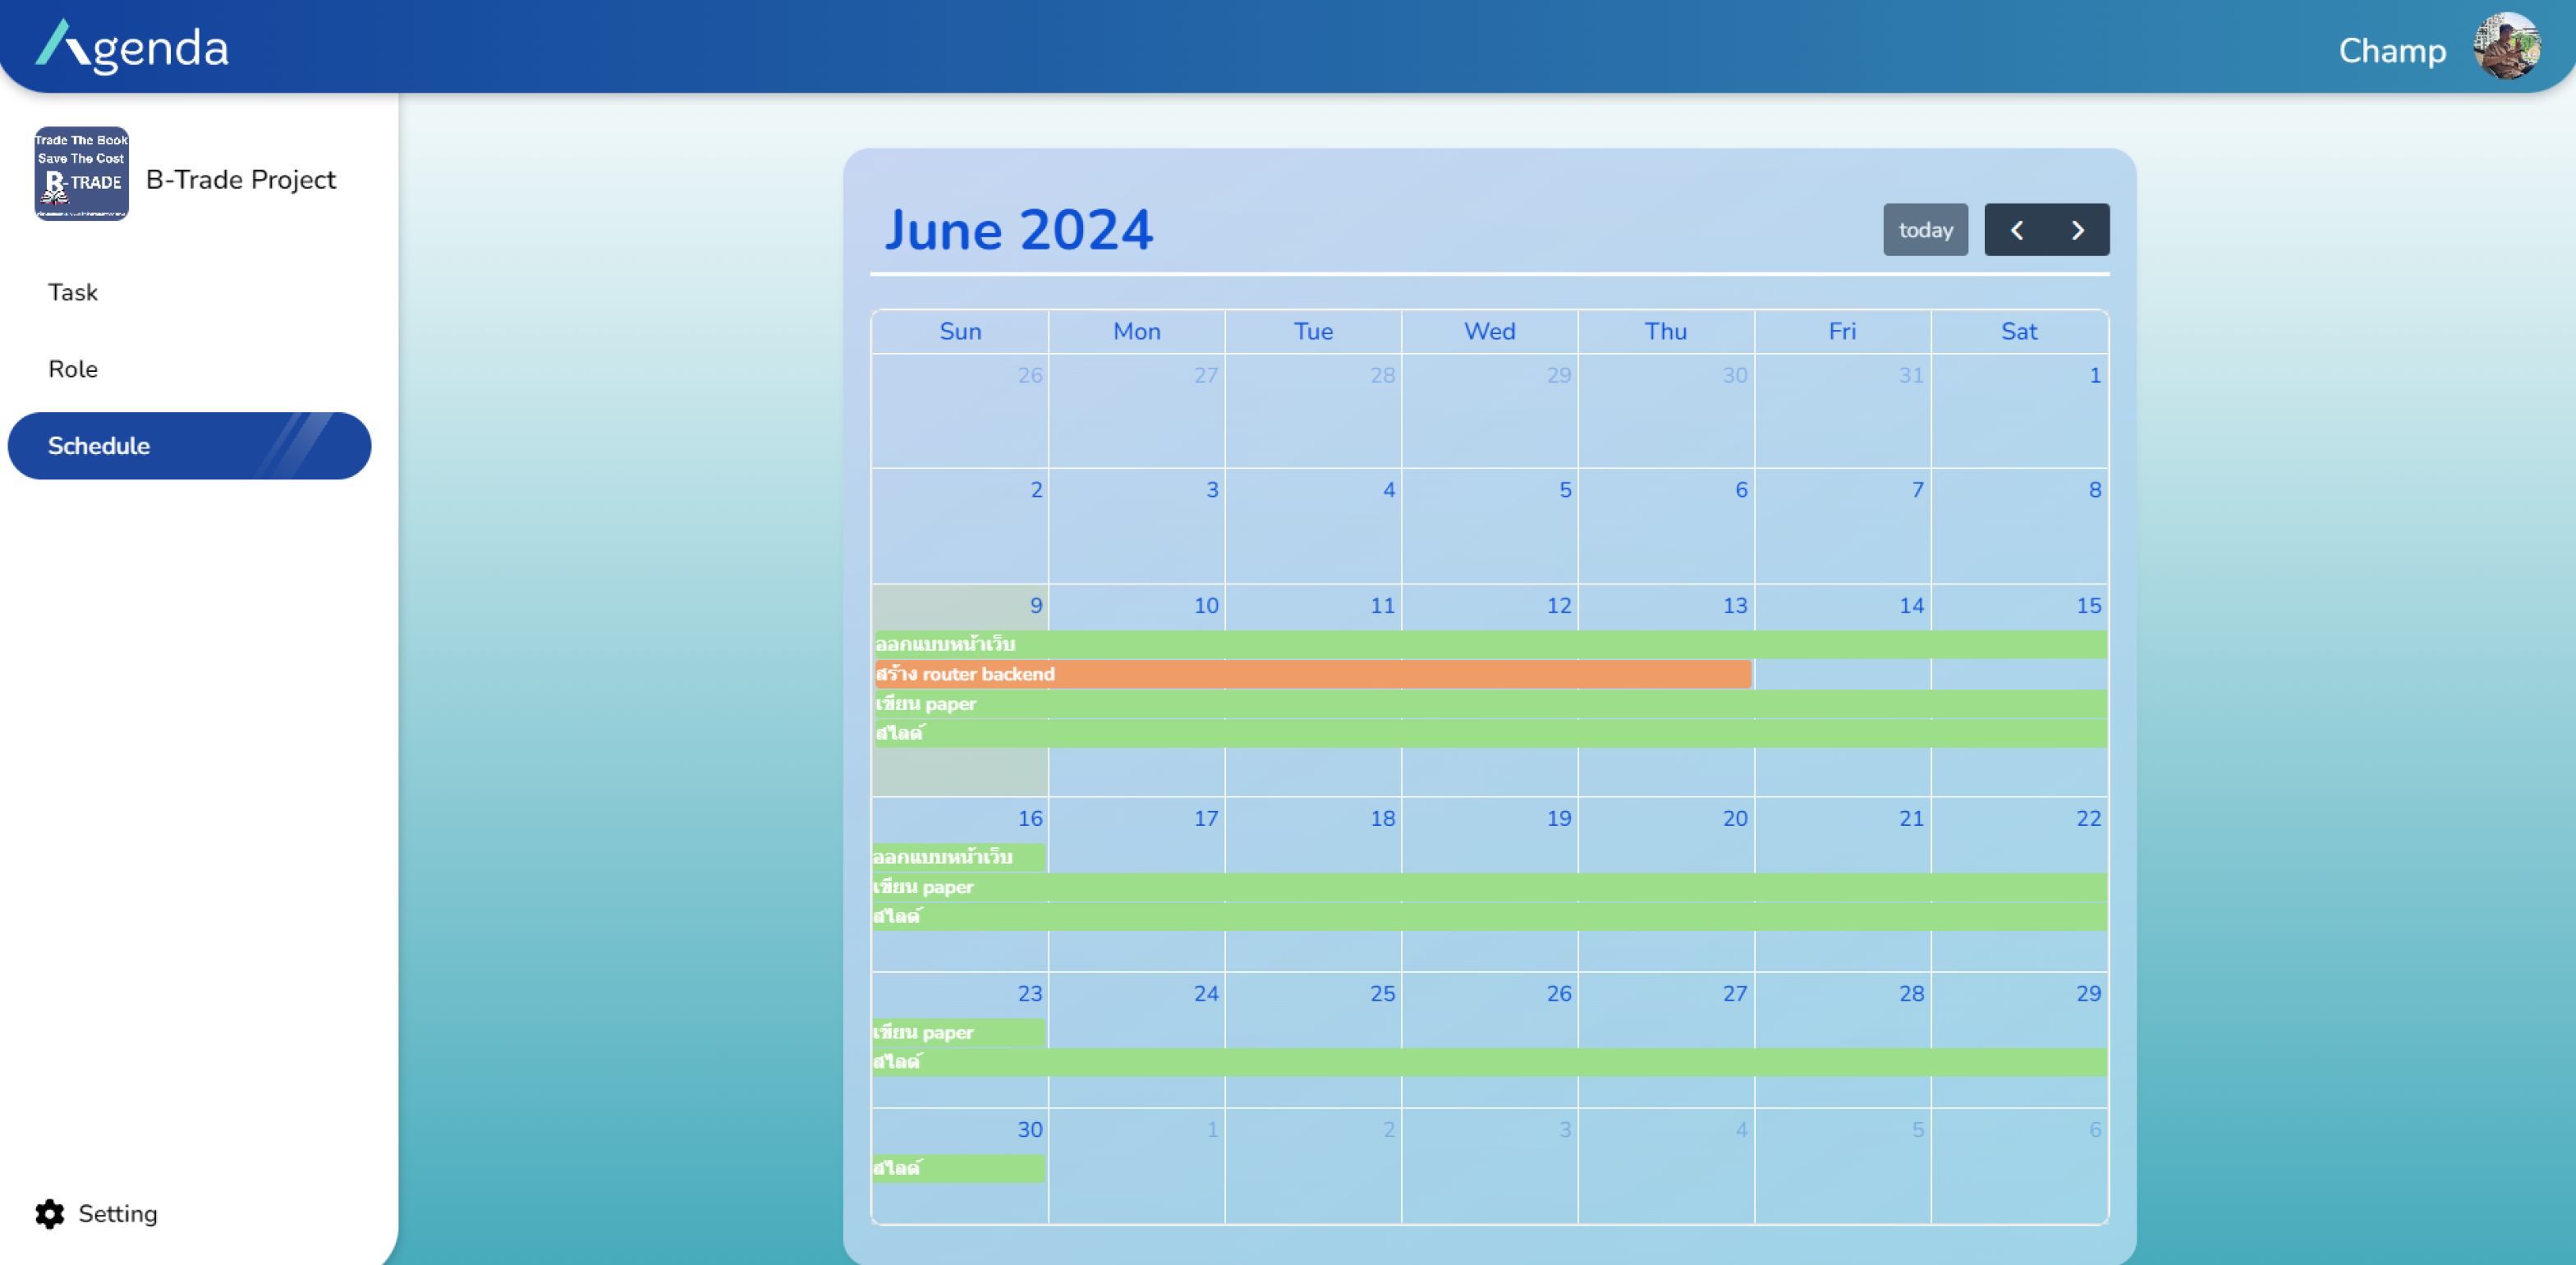 Agenda
Champ
Trade The Book
Save The Cost
B-TRADE
B-Trade Project
Task
Role
Schedule
Setting
June 2024
today
Sun Mon Tue Wed Thu Fri Sat
26 27 28 29 30 31 1
2 3 4 5 6 7 8
9 10 11 12 13 14 15
ออกแบบหน้าเว็บ
สร้าง router backend
เขียน paper
สไลด์
16 17 18 19 20 21 22
ออกแบบหน้าเว็บ
เขียน paper
สไลด์
23 24 25 26 27 28 29
เขียน paper
สไลด์
30 1 2 3 4 5 6
สไลด์